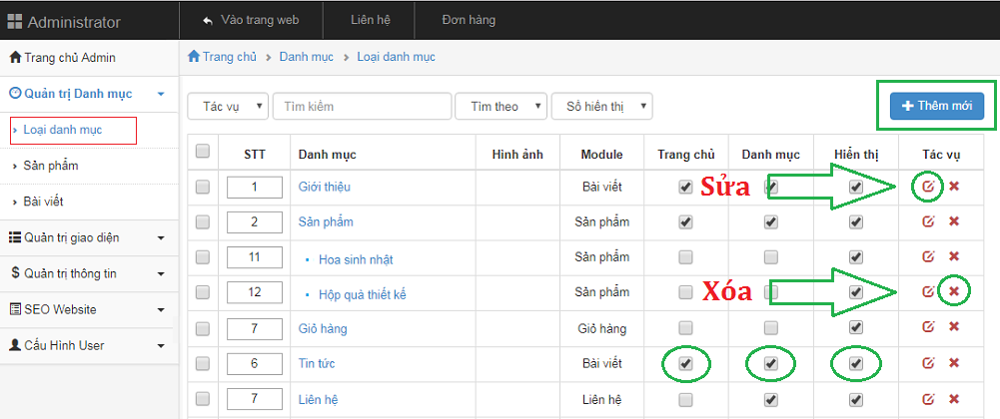 Administrator
Vào trang web
Liên hệ
Đơn hàng
Trang chủ Admin
Quản trị Danh mục
Loại danh mục
Sản phẩm
Bài viết
Quản trị giao diện
Quản trị thông tin
SEO Website
Cấu Hình User
Trang chủ > Danh mục > Loại danh mục
Tác vụ
Tìm kiếm
Tìm theo
Số hiển thị
Thêm mới
STT Danh mục Hình ảnh Module Trang chủ Danh mục Hiển thị Tác vụ
1 Giới thiệu Bài viết Sửa
2 Sản phẩm Sản phẩm
11 Hoa sinh nhật Sản phẩm
12 Hộp quà thiết kế Sản phẩm Xóa
7 Giỏ hàng Giỏ hàng
6 Tin tức Bài viết
7 Liên hệ Liên hệ